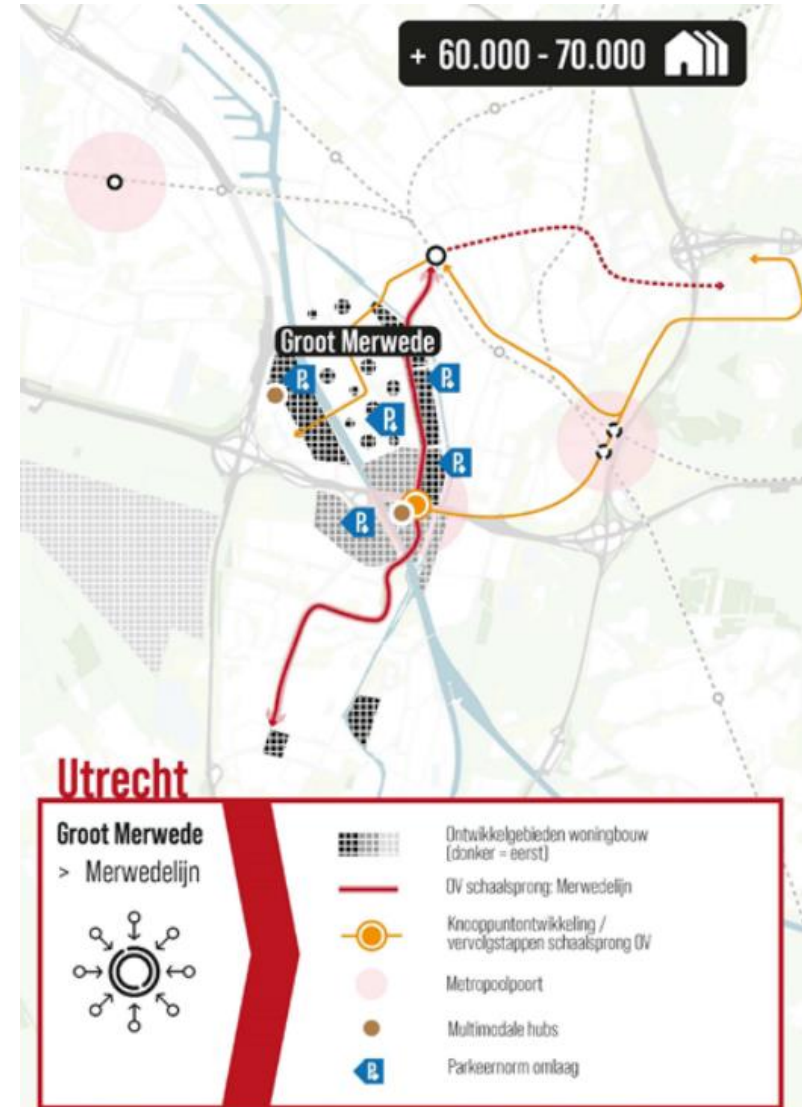 + 60.000 - 70.000
Groot Merwede
P
P
P
P
P
Utrecht
Groot Merwede
> Merwedelijn
Ontwikkelgebieden woningbouw
(donker = eerst)
OV schaalsprong: Merwedelijn
Knooppuntontwikkeling /
vervolgstappen schaalsprong OV
Metropoolpoort
Multimodale hubs
P
Parkeernorm omlaag